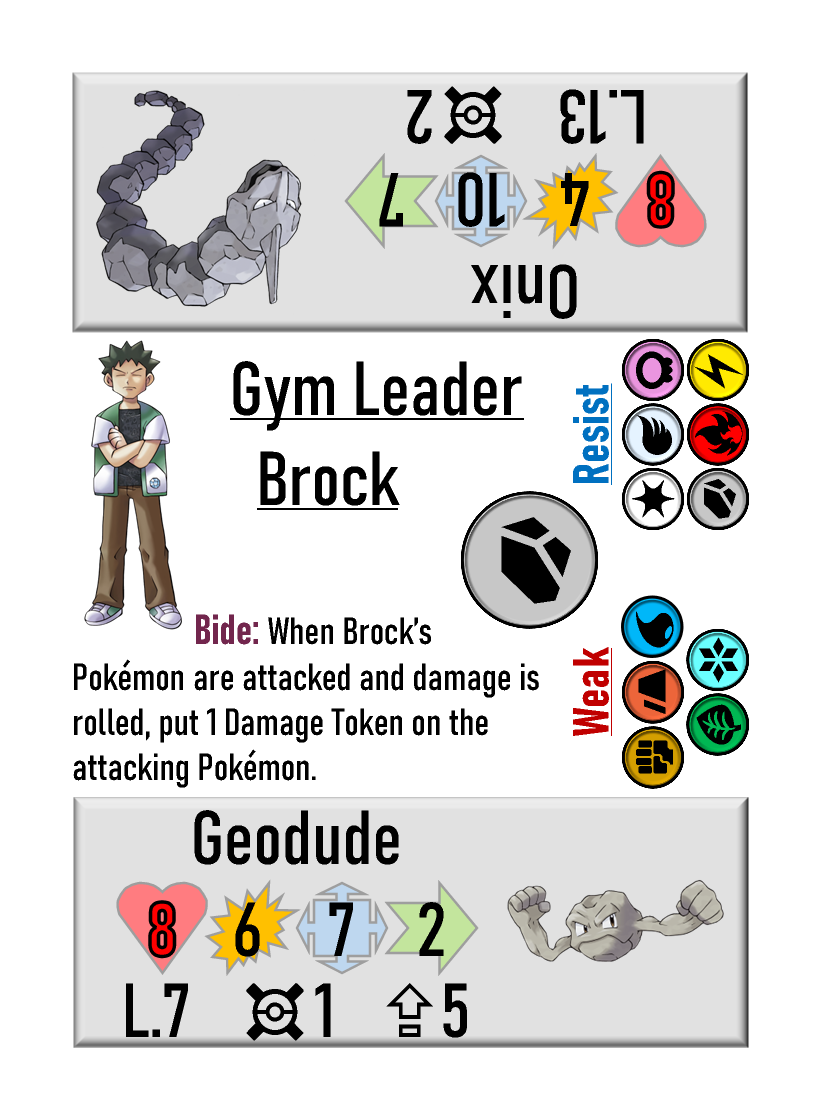 Onix
8 4 10 7
L.13 2
Gym Leader
Brock
Resist
Bide: When Brock's
Pokémon are attacked and damage is
rolled, put 1 Damage Token on the
attacking Pokémon.
Weak
Geodude
8 6 7 2
L.7 1 5